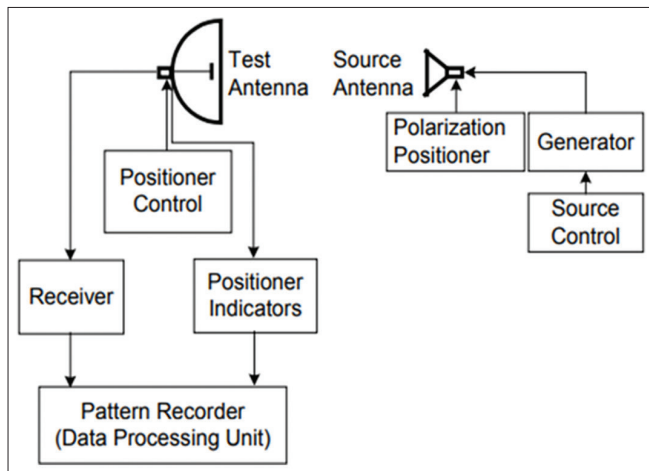 Test
Antenna
Source
Antenna
Polarization
Positioner
Generator
Positioner
Control
Source
Control
Receiver
Positioner
Indicators
Pattern Recorder
(Data Processing Unit)